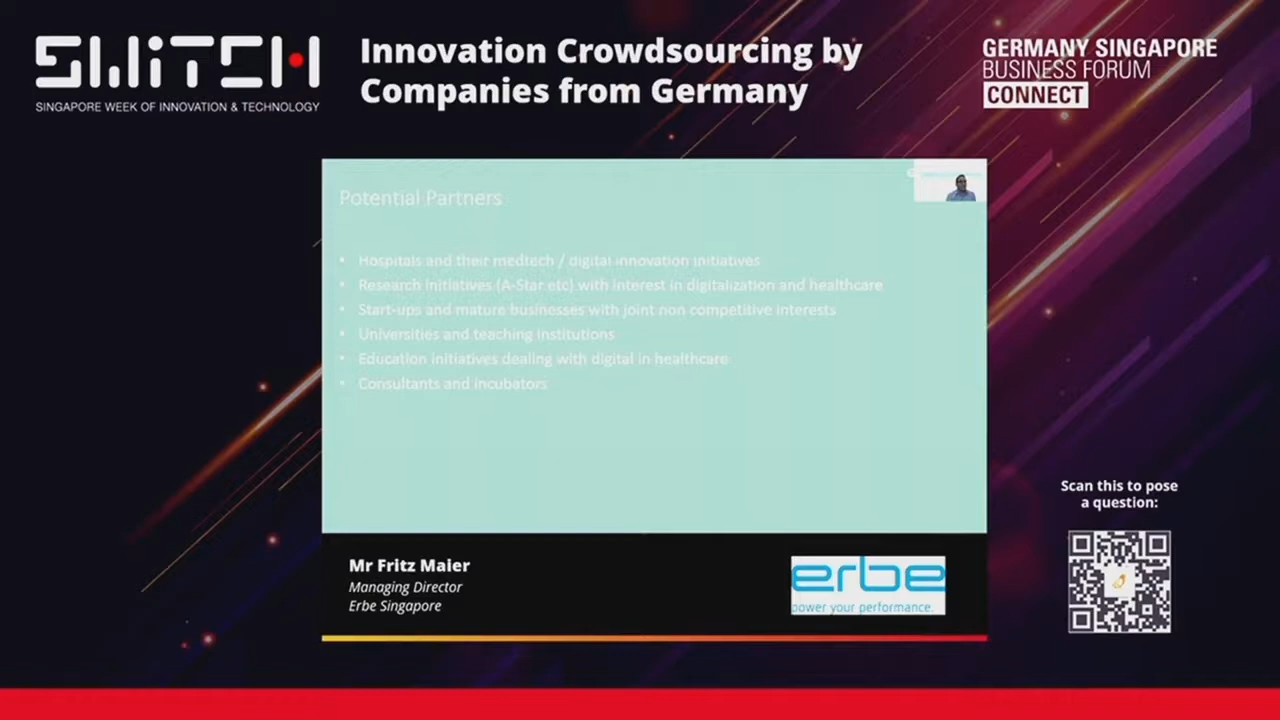 SWITCH
SINGAPORE WEEK OF INNOVATION & TECHNOLOGY
Innovation Crowdsourcing by
Companies from Germany
GERMANY SINGAPORE
BUSINESS FORUM
CONNECT
Potential Partners
• Hospitals and their medtech / digital innovation initiatives
• Research initiatives (A-Star etc) with interest in digitalization and healthcare
• Start-ups and mature businesses with joint non competitive interests
• Universities and teaching institutions
• Education initiatives dealing with digital in healthcare
• Consultants and incubators
Scan this to pose
a question:
Mr Fritz Maier
Managing Director
Erbe Singapore
erbe
power your performance.